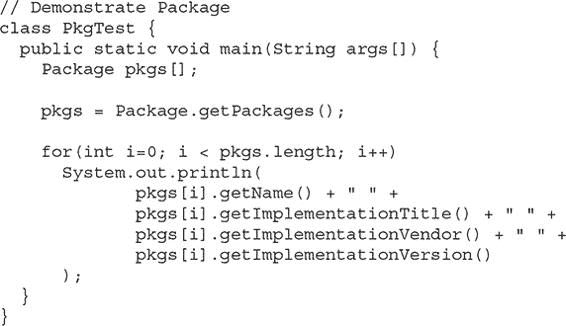 // Demonstrate Package
class PkgTest {
  public static void main(String args[]) {
    Package pkgs[];

    pkgs = Package.getPackages();

    for(int i=0; i < pkgs.length; i++)
      System.out.println(
             pkgs[i].getName() + " " +
             pkgs[i].getImplementationTitle() + " " +
             pkgs[i].getImplementationVendor() + " " +
             pkgs[i].getImplementationVersion()
      );
  }
}